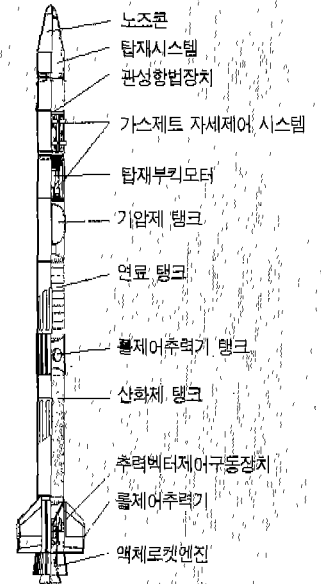 노즈콘
탑재시스템
관성항법장치
가스제트 자세제어 시스템
탑재부킥모터
가압제 탱크
연료 탱크
롤제어추력기 탱크
산화제 탱크
추력벡터제어구동장치
롤제어추력기
액체로켓엔진